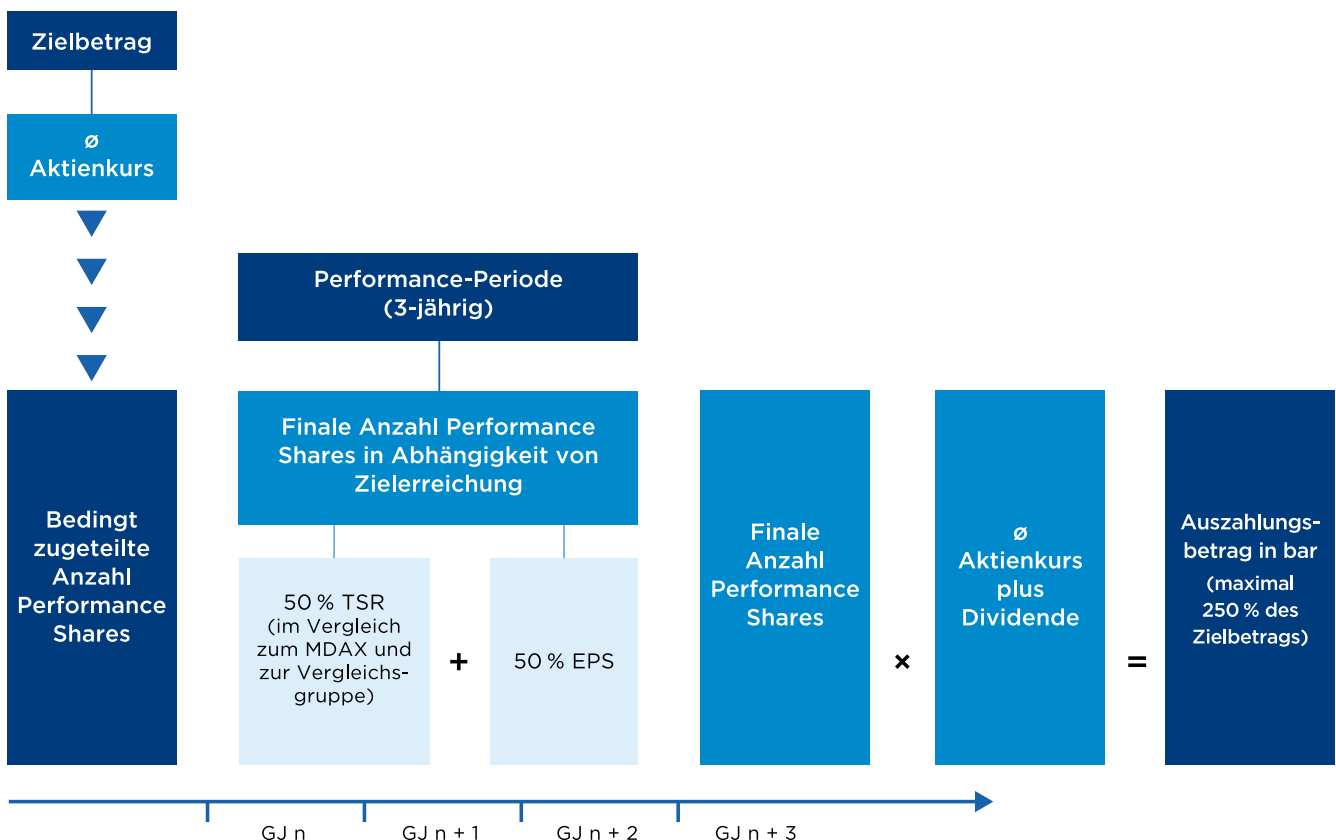 Zielbetrag
ø
Aktienkurs
Bedingt
zugeteilte
Anzahl
Performance
Shares
Performance-Periode
(3-jährig)
Finale Anzahl Performance
Shares in Abhängigkeit von
Zielerreichung
50 % TSR
(im Vergleich
zum MDAX und
zur Vergleichs-
gruppe)
+
50 % EPS
Finale
Anzahl
Performance
Shares
×
ø
Aktienkurs
plus
Dividende
=
Auszahlungs-
betrag in bar
(maximal
250 % des
Zielbetrags)
GJ n
GJ n + 1
GJ n + 2
GJ n + 3